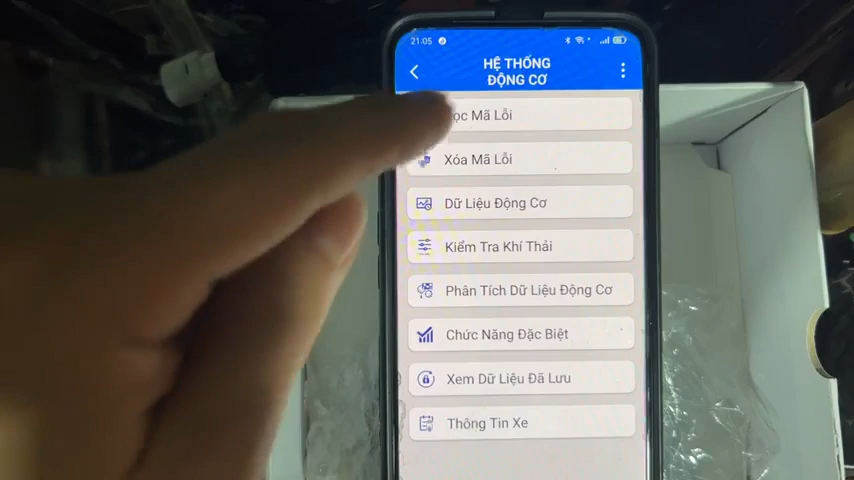 21:05
HỆ THỐNG
ĐỘNG CƠ
Mã Lỗi
Xóa Mã Lỗi
Dữ Liệu Động Cơ
Kiểm Tra Khí Thải
Phân Tích Dữ Liệu Động Cơ
Chức Năng Đặc Biệt
Xem Dữ Liệu Đã Lưu
Thông Tin Xe